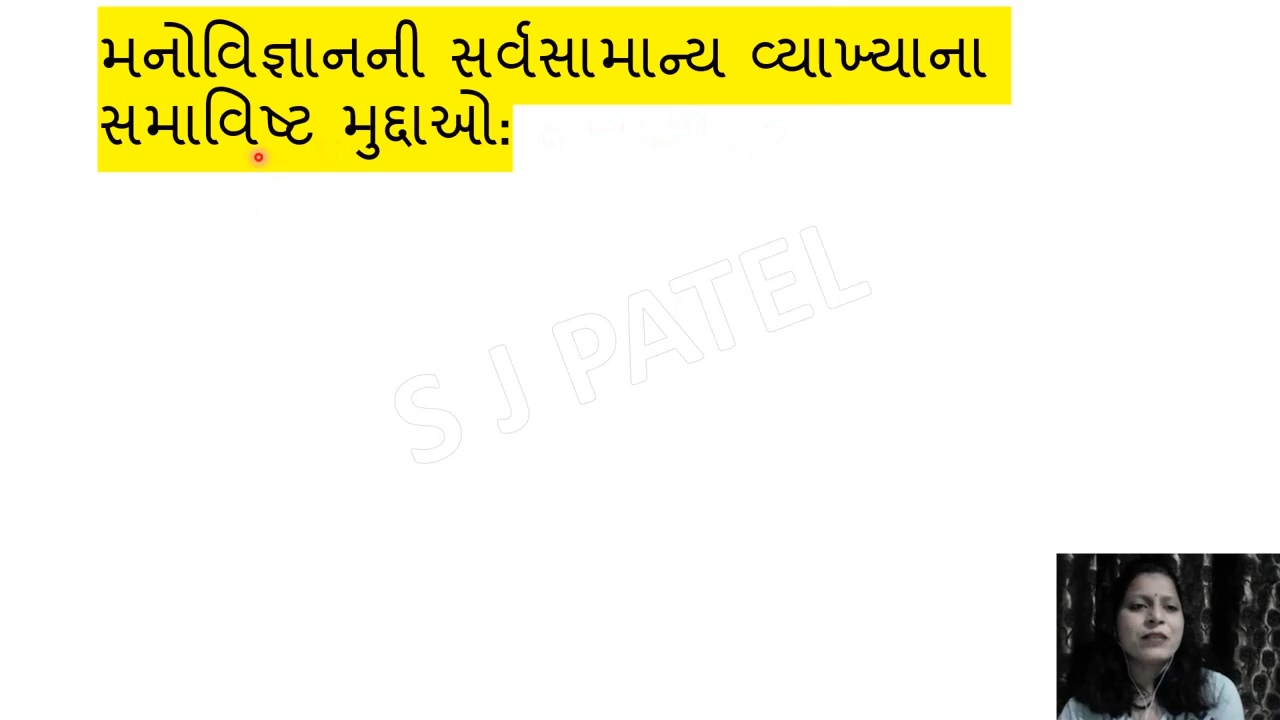 મનોવિજ્ઞાનની સર્વસામાન્ય વ્યાખ્યાના
સમાવિષ્ટ મુદ્દાઓ:
S J PATEL